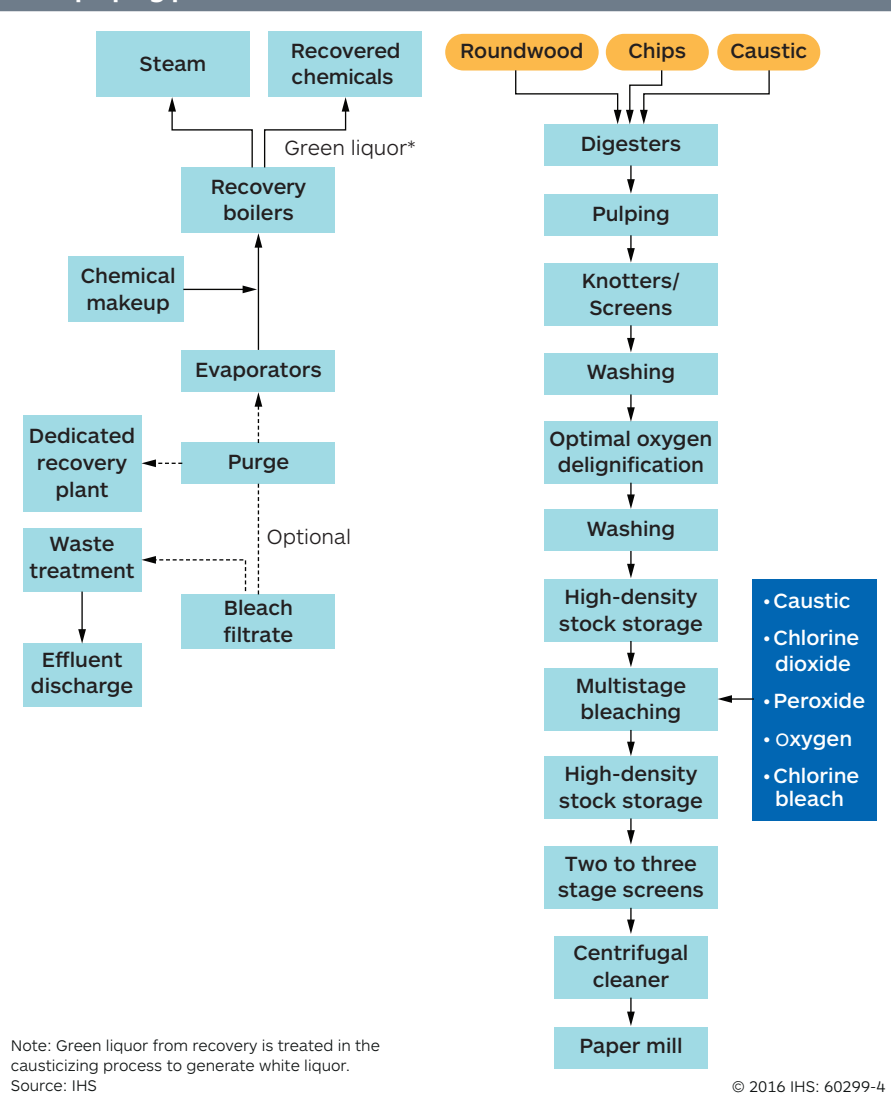 Steam
Recovered
chemicals
Green liquor*
Recovery
boilers
Chemical
makeup
Evaporators
Dedicated
recovery
plant
Purge
Optional
Waste
treatment
Bleach
filtrate
Effluent
discharge
Roundwood
Chips
Caustic
Digesters
Pulping
Knotters/
Screens
Washing
Optimal oxygen
delignification
Washing
High-density
stock storage
Multistage
bleaching
• Caustic
• Chlorine
dioxide
• Peroxide
• Oxygen
• Chlorine
bleach
High-density
stock storage
Two to three
stage screens
Centrifugal
cleaner
Paper mill
Note: Green liquor from recovery is treated in the
causticizing process to generate white liquor.
Source: IHS
© 2016 IHS: 60299-4